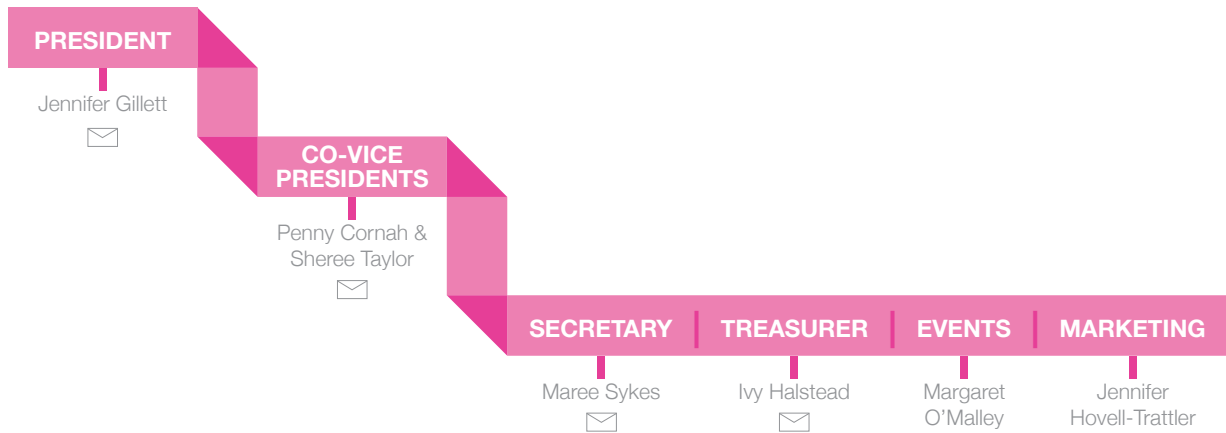 PRESIDENT
Jennifer Gillett
CO-VICE
PRESIDENTS
Penny Cornah &
Sheree Taylor
SECRETARY
TREASURER
EVENTS
MARKETING
Maree Sykes
Ivy Halstead
Margaret
O’Malley
Jennifer
Hovell-Trattler